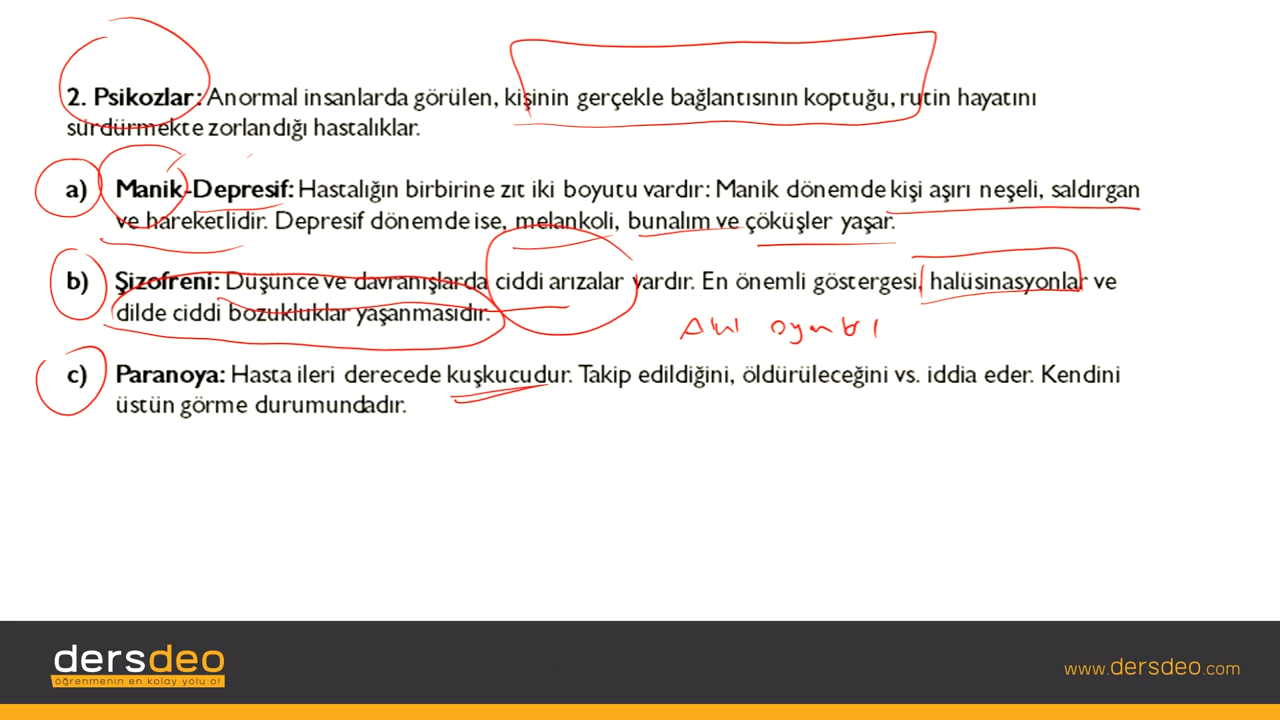 2. Psikozlar: Anormal insanlarda görülen, kişinin gerçekle bağlantısının koptuğu, rutin hayatını
sürdürmekte zorlandığı hastalıklar.
a) Manik-Depresif: Hastalığın birbirine zıt iki boyutu vardır: Manik dönemde kişi aşırı neşeli, saldırgan
ve hareketlidir. Depresif dönemde ise, melankoli, bunalım ve çöküşler yaşar.
b) Şizofreni: Düşünce ve davranışlarda ciddi arızalar vardır. En önemli göstergesi, halüsinasyonlar ve
dilde ciddi bozukluklar yaşanmasıdır.
c) Paranoya: Hasta ileri derecede kuşkucudur. Takip edildiğini, öldürüleceğini vs. iddia eder. Kendini
üstün görme durumundadır.
dersdeo
öğrenmenin en kolay yolu o!
www.dersdeo.com